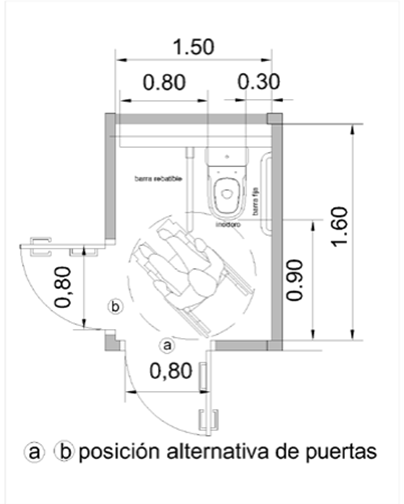 1.50
0.80
0.30
barra rebatible
barra fija
inodoro
1.60
0.90
0,80
b
a
0,80
a b posición alternativa de puertas